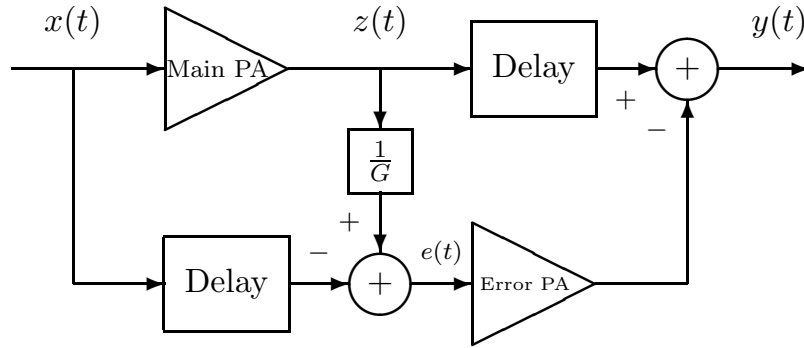 x(t)
z(t)
y(t)
Main PA
Delay
+
+
−
1
G
+
−
e(t)
Delay
+
Error PA